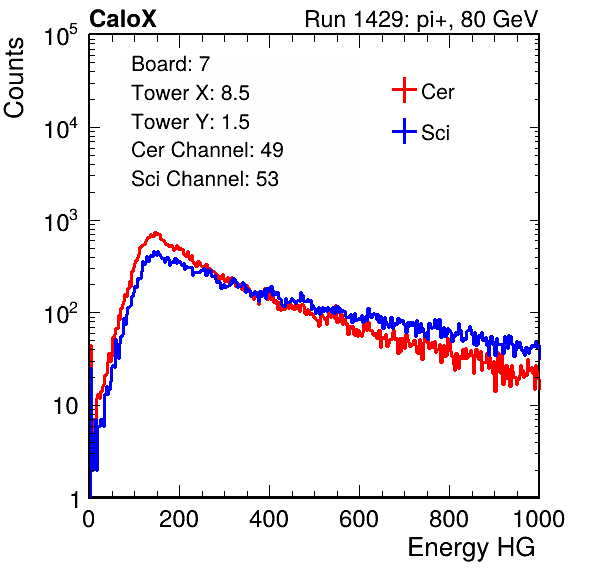 CaloX Run 1429: pi+, 80 GeV
Counts
Board: 7
Tower X: 8.5
Tower Y: 1.5
Cer Channel: 49
Sci Channel: 53
Cer
Sci
10^5
10^4
10^3
10^2
10
1
0 200 400 600 800 1000
Energy HG